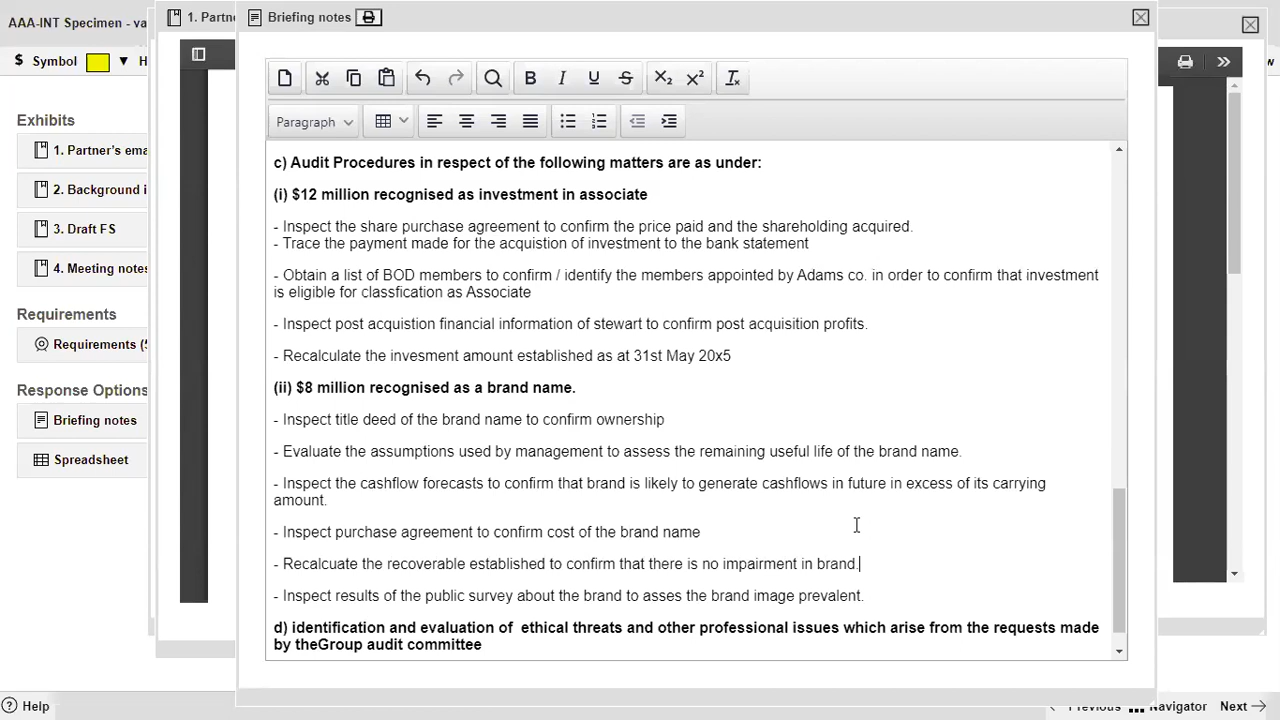 AAA-INT Specimen - va
1. Partne
Briefing notes
$ Symbol
H
w
Paragraph
B I U S X₂ X² Tx
Exhibits
1. Partner's ema
2. Background i
3. Draft FS
4. Meeting notes
Requirements
Requirements (5
Response Options
Briefing notes
Spreadsheet
c) Audit Procedures in respect of the following matters are as under:
(i) $12 million recognised as investment in associate
- Inspect the share purchase agreement to confirm the price paid and the shareholding acquired.
- Trace the payment made for the acquistion of investment to the bank statement
- Obtain a list of BOD members to confirm / identify the members appointed by Adams co. in order to confirm that investment
is eligible for classfication as Associate
- Inspect post acquistion financial information of stewart to confirm post acquisition profits.
- Recalculate the invesment amount established as at 31st May 20x5
(ii) $8 million recognised as a brand name.
- Inspect title deed of the brand name to confirm ownership
- Evaluate the assumptions used by management to assess the remaining useful life of the brand name.
- Inspect the cashflow forecasts to confirm that brand is likely to generate cashflows in future in excess of its carrying
amount.
- Inspect purchase agreement to confirm cost of the brand name
- Recalcuate the recoverable established to confirm that there is no impairment in brand.
- Inspect results of the public survey about the brand to asses the brand image prevalent.
d) identification and evaluation of  ethical threats and other professional issues which arise from the requests made
by theGroup audit committee
Help
Previous
Navigator
Next